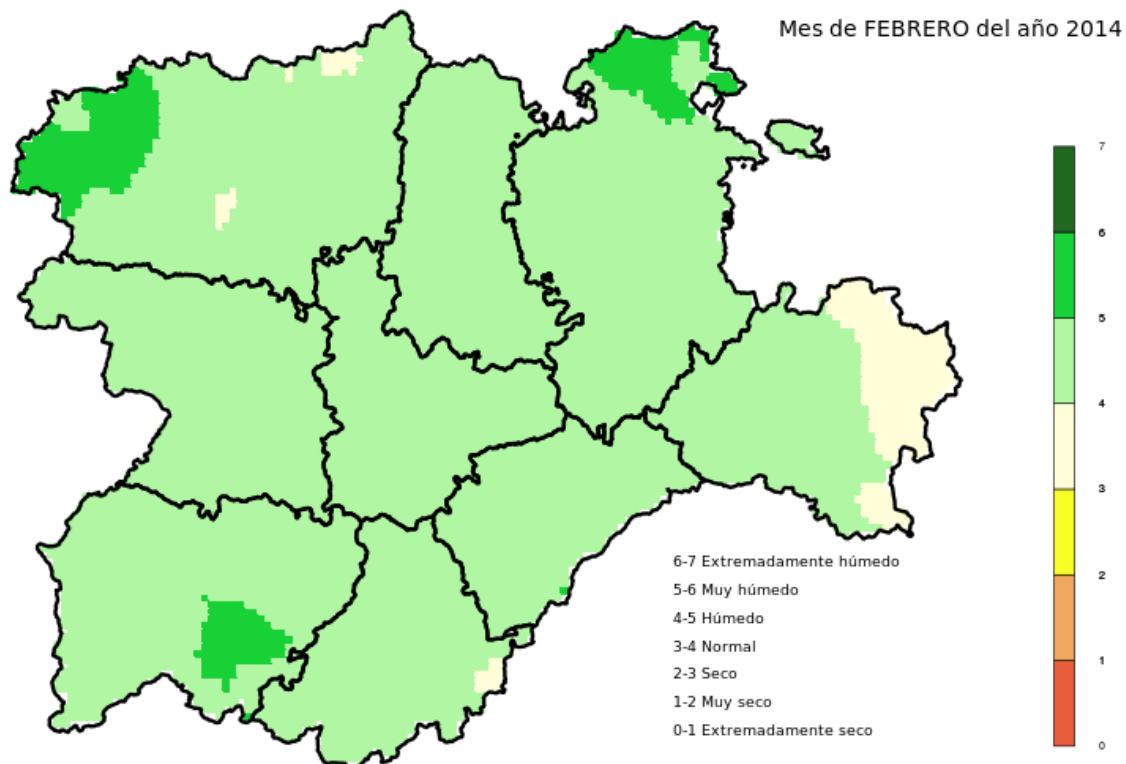 Mes de FEBRERO del año 2014
7
6
5
4
3
2
1
0
6-7 Extremadamente húmedo
5-6 Muy húmedo
4-5 Húmedo
3-4 Normal
2-3 Seco
1-2 Muy seco
0-1 Extremadamente seco